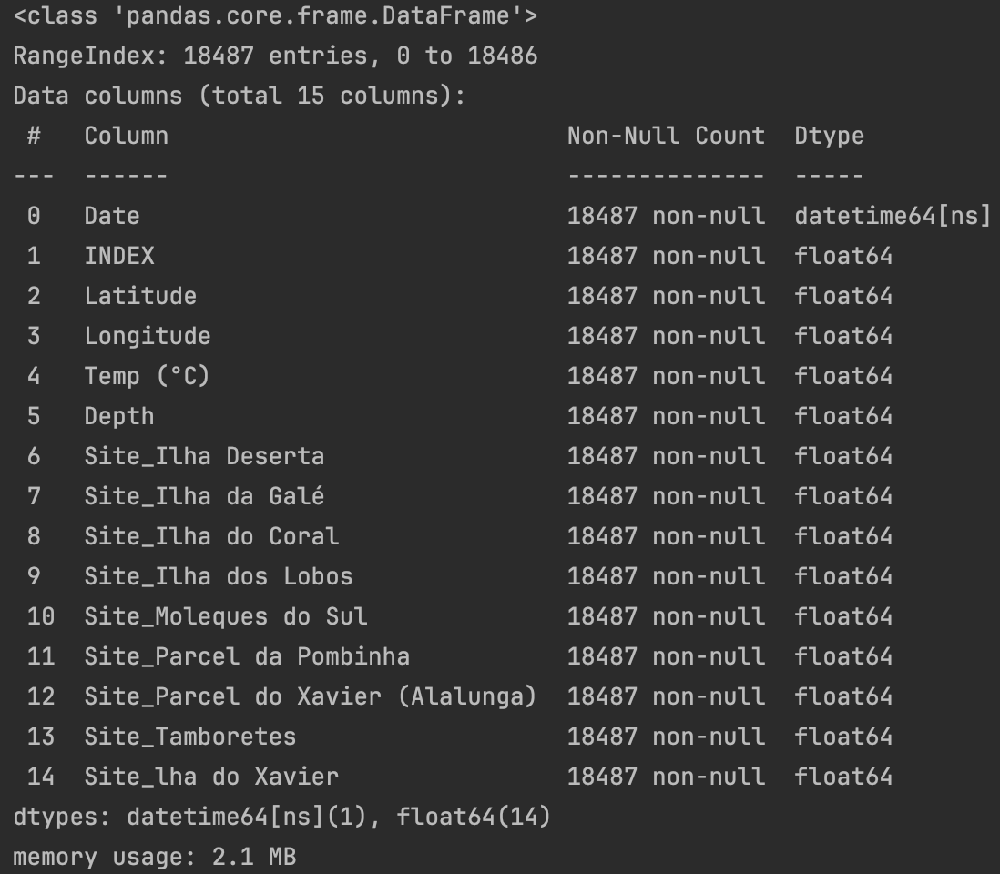 <class 'pandas.core.frame.DataFrame'>
RangeIndex: 18487 entries, 0 to 18486
Data columns (total 15 columns):
 #   Column                            Non-Null Count  Dtype
---  ------                            --------------  -----
 0   Date                              18487 non-null  datetime64[ns]
 1   INDEX                             18487 non-null  float64
 2   Latitude                          18487 non-null  float64
 3   Longitude                         18487 non-null  float64
 4   Temp (°C)                         18487 non-null  float64
 5   Depth                             18487 non-null  float64
 6   Site_Ilha Deserta                 18487 non-null  float64
 7   Site_Ilha da Galé                 18487 non-null  float64
 8   Site_Ilha do Coral                18487 non-null  float64
 9   Site_Ilha dos Lobos               18487 non-null  float64
 10  Site_Moleques do Sul              18487 non-null  float64
 11  Site_Parcel da Pombinha           18487 non-null  float64
 12  Site_Parcel do Xavier (Alalunga)  18487 non-null  float64
 13  Site_Tamboretes                   18487 non-null  float64
 14  Site_lha do Xavier                18487 non-null  float64
dtypes: datetime64[ns](1), float64(14)
memory usage: 2.1 MB